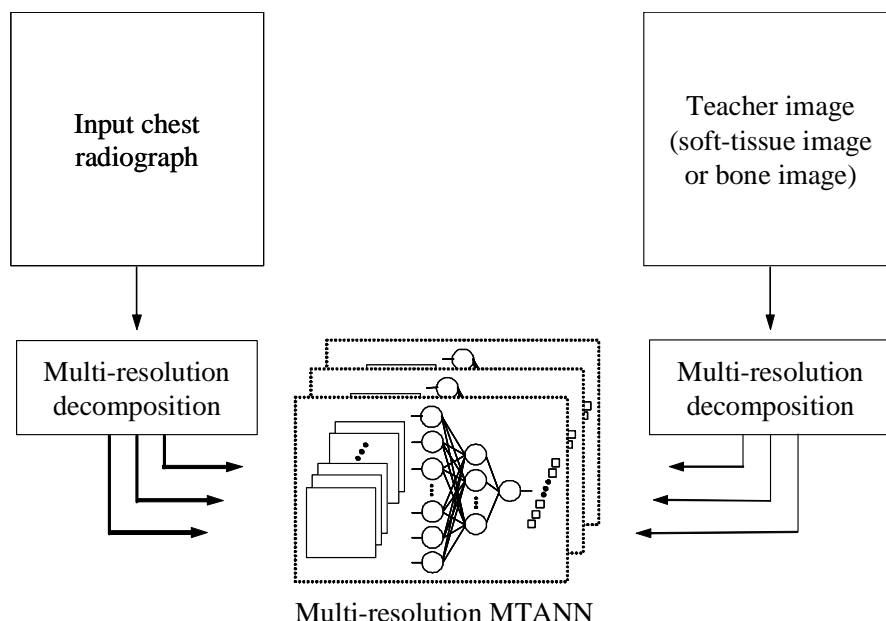 Input chest
radiograph
Teacher image
(soft-tissue image
or bone image)
Multi-resolution
decomposition
Multi-resolution
decomposition
Multi-resolution MTANN